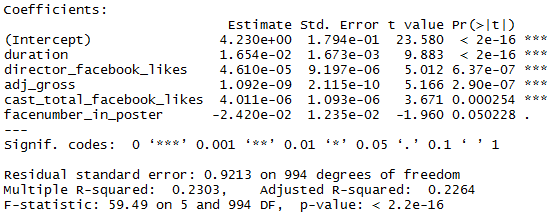 Coefficients:
Estimate Std. Error t value Pr(>|t|)
(Intercept) 4.230e+00 1.794e-01 23.580 < 2e-16 ***
duration 1.654e-02 1.673e-03 9.883 < 2e-16 ***
director_facebook_likes 4.610e-05 9.197e-06 5.012 6.37e-07 ***
adj_gross 1.092e-09 2.115e-10 5.166 2.90e-07 ***
cast_total_facebook_likes 4.011e-06 1.093e-06 3.671 0.000254 ***
facenumber_in_poster -2.420e-02 1.235e-02 -1.960 0.050228 .
---
Signif. codes: 0 ‘***’ 0.001 ‘**’ 0.01 ‘*’ 0.05 ‘.’ 0.1 ‘ ’ 1
Residual standard error: 0.9213 on 994 degrees of freedom
Multiple R-squared: 0.2303, Adjusted R-squared: 0.2264
F-statistic: 59.49 on 5 and 994 DF, p-value: < 2.2e-16